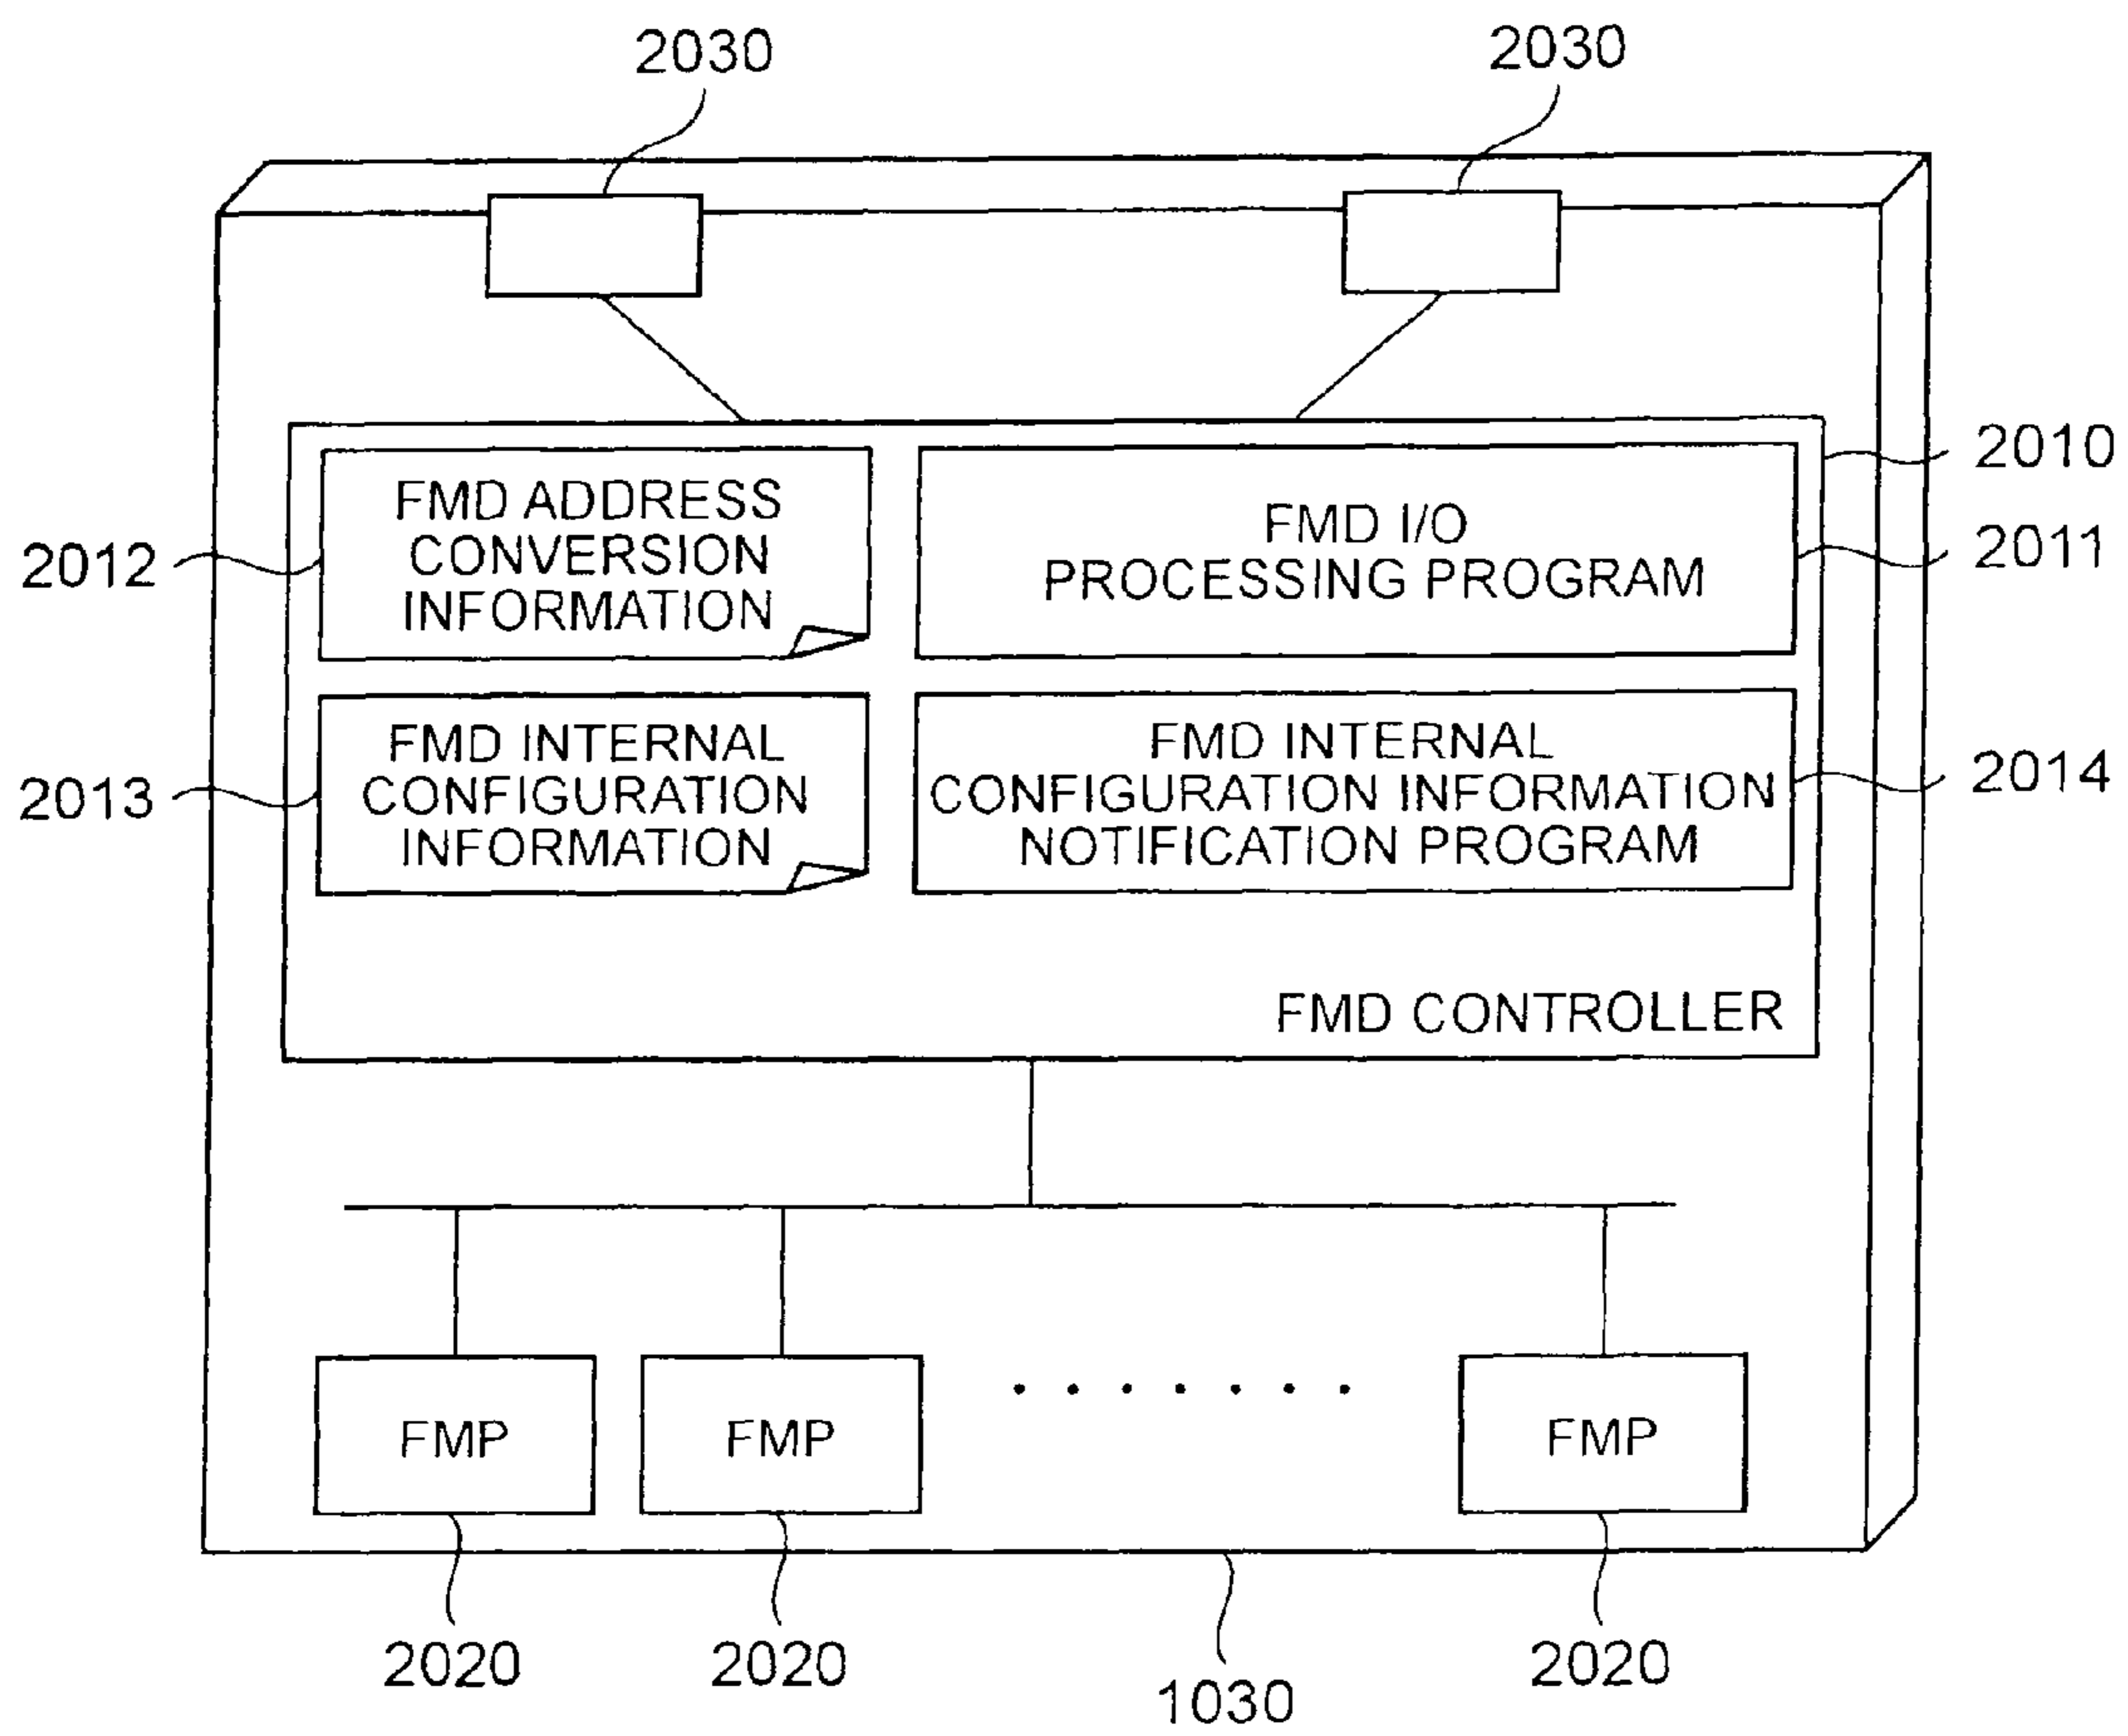 2030
2030
2010
FMD ADDRESS
CONVERSION
INFORMATION
2012
FMD I/O
PROCESSING PROGRAM
2011
FMD INTERNAL
CONFIGURATION
INFORMATION
2013
FMD INTERNAL
CONFIGURATION INFORMATION
NOTIFICATION PROGRAM
2014
FMD CONTROLLER
FMP
FMP
FMP
2020
2020
2020
1030